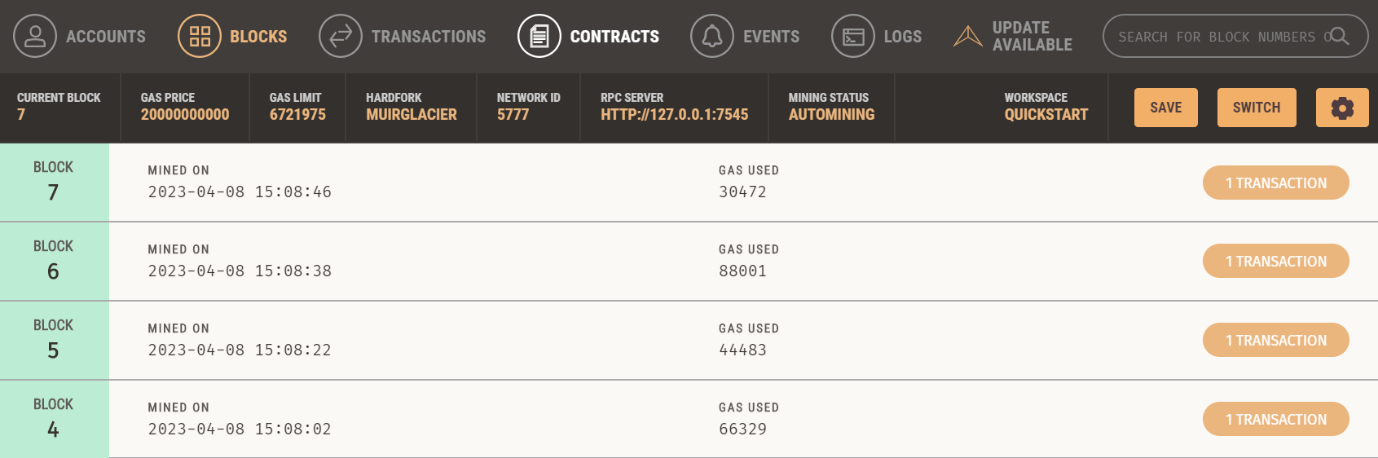 ACCOUNTS BLOCKS TRANSACTIONS CONTRACTS EVENTS LOGS UPDATE AVAILABLE SEARCH FOR BLOCK NUMBERS O
CURRENT BLOCK GAS PRICE GAS LIMIT HARDFORK NETWORK ID RPC SERVER MINING STATUS WORKSPACE
7 20000000000 6721975 MUIRGLACIER 5777 HTTP://127.0.0.1:7545 AUTOMINING QUICKSTART SAVE SWITCH
BLOCK MINED ON GAS USED
7 2023-04-08 15:08:46 30472 1 TRANSACTION
BLOCK MINED ON GAS USED
6 2023-04-08 15:08:38 88001 1 TRANSACTION
BLOCK MINED ON GAS USED
5 2023-04-08 15:08:22 44483 1 TRANSACTION
BLOCK MINED ON GAS USED
4 2023-04-08 15:08:02 66329 1 TRANSACTION